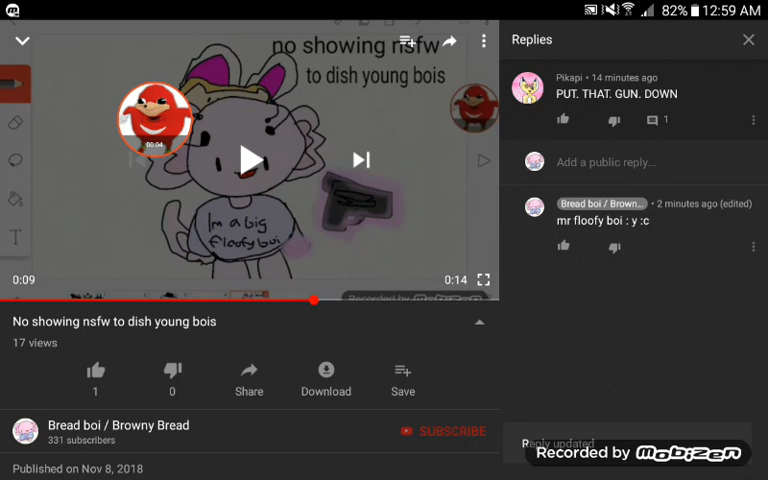 82% 12:59 AM
no showing nsfw
to dish young bois
00:04
I'm a big
floofy boi
T
0:09
0:14
Recorded by
No showing nsfw to dish young bois
17 views
1
0
Share
Download
Save
Bread boi / Browny Bread
331 subscribers
SUBSCRIBE
Published on Nov 8, 2018
Replies
Pikapi • 14 minutes ago
PUT. THAT. GUN. DOWN
1
Add a public reply...
Bread boi / Brown... • 2 minutes ago (edited)
mr floofy boi : y :c
Reply updated
Recorded by mobizen